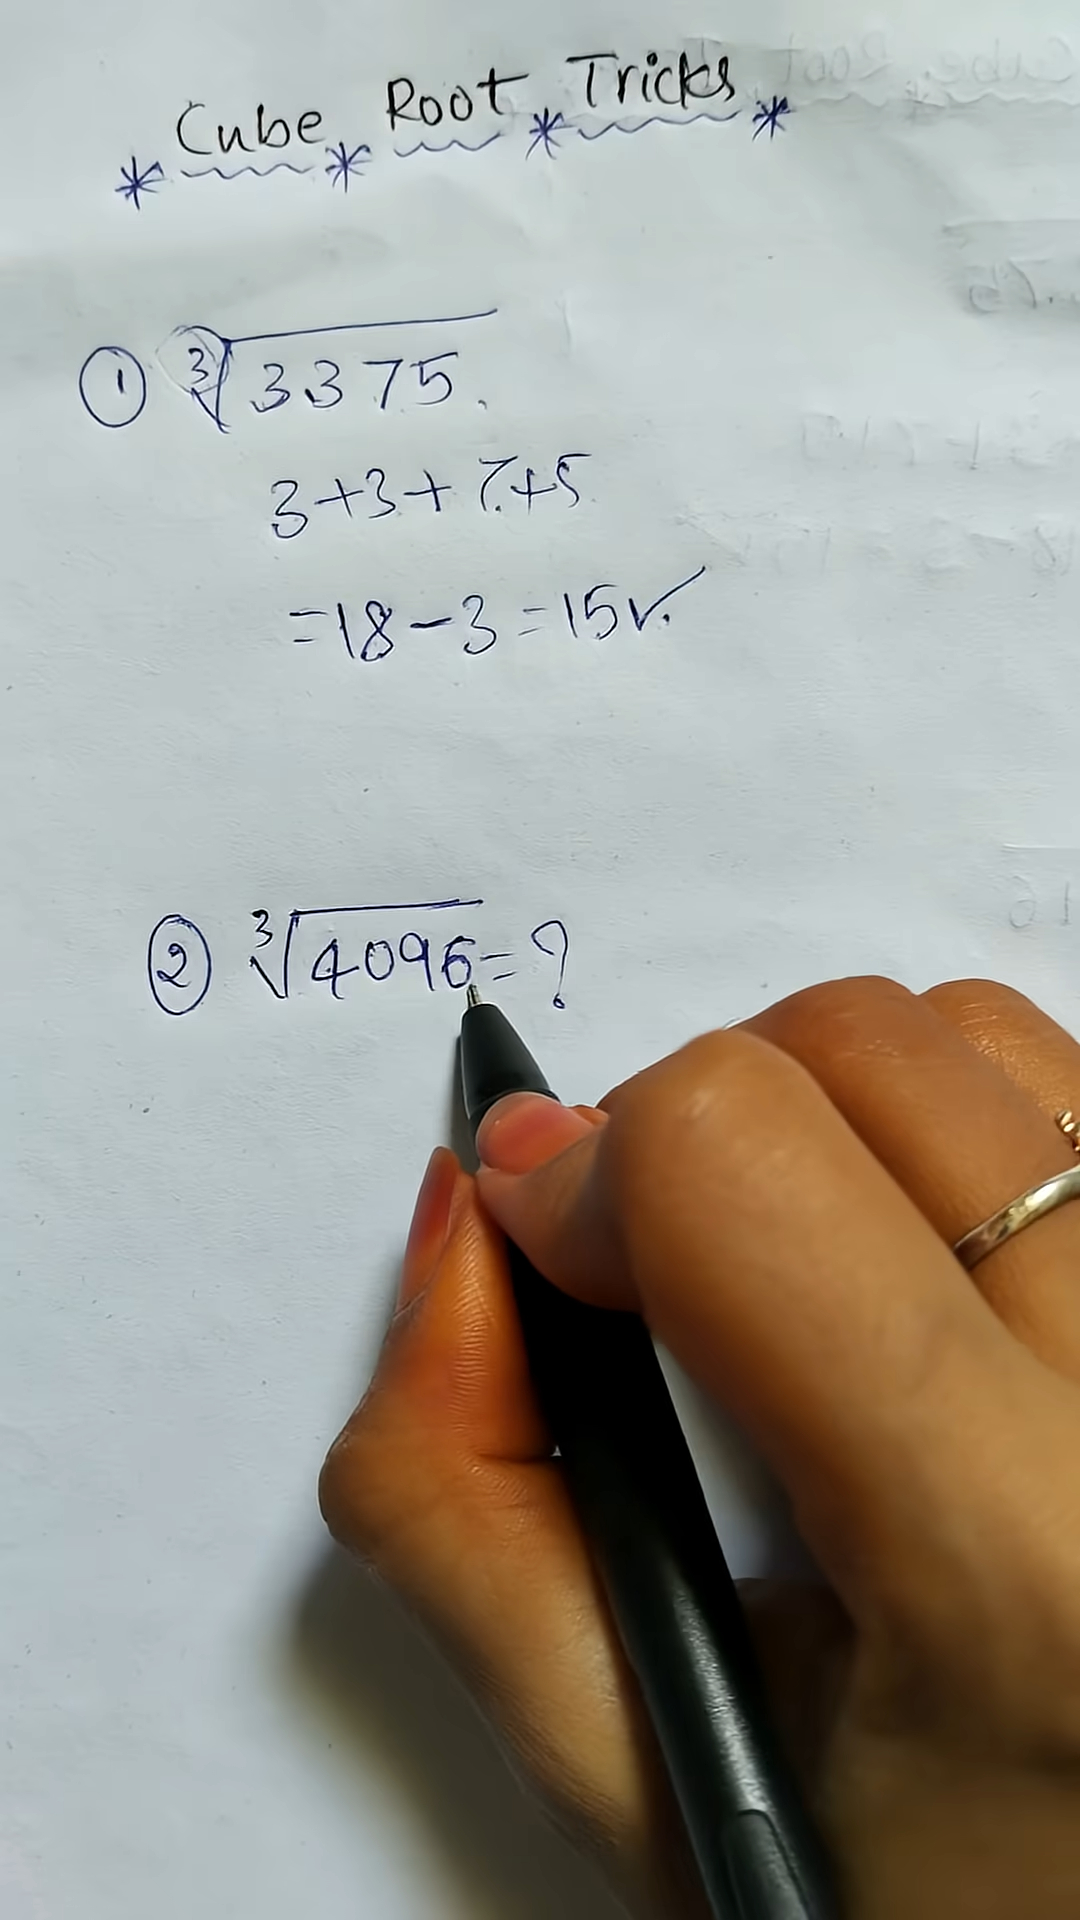 Cube Root Tricks
① ∛3375.
3+3+7+5
=18-3=15✓.
② ∛4096=?